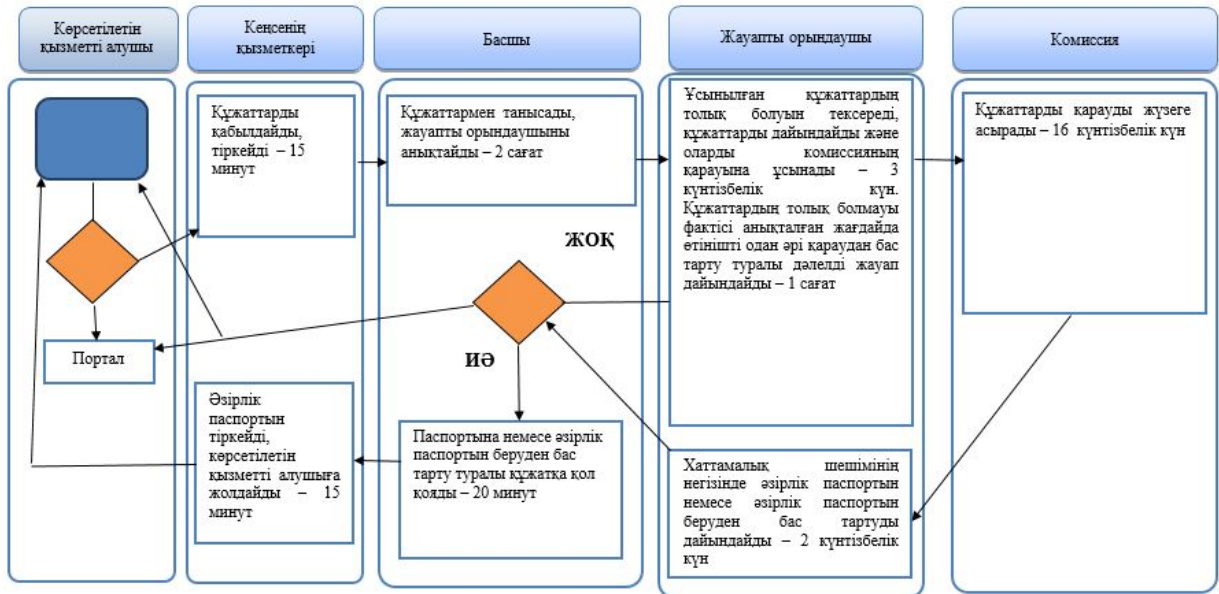 Көрсетілетін
қызметті алушы
Кеңсенің
қызметкері
Басшы
Жауапты орындаушы
Комиссия
Құжаттарды
қабылдайды,
тіркейді – 15
минут
Құжаттармен танысады,
жауапты орындаушыны
анықтайды – 2 сағат
Ұсынылған құжаттардың
толық болуын тексереді,
құжаттарды дайындайды және
оларды комиссияның
қарауына ұсынады – 3
күнтізбелік күн.
Құжаттардың толық болмауы
фактісі анықталған жағдайда
өтінішті одан әрі қараудан бас
тарту туралы дәлелді жауап
дайындайды – 1 сағат
Құжаттарды қарауды жүзеге
асырады – 16 күнтізбелік күн
ЖОҚ
ИӘ
Портал
Әзірлік
паспортын
тіркейді,
көрсетілетін
қызметті алушыға
жолдайды – 15
минут
Паспортына немесе әзірлік
паспортын беруден бас
тарту туралы құжатқа қол
қояды – 20 минут
Хаттамалық шешімінің
негізінде әзірлік паспортын
немесе әзірлік паспортын
беруден бас тартуды
дайындайды – 2 күнтізбелік
күн